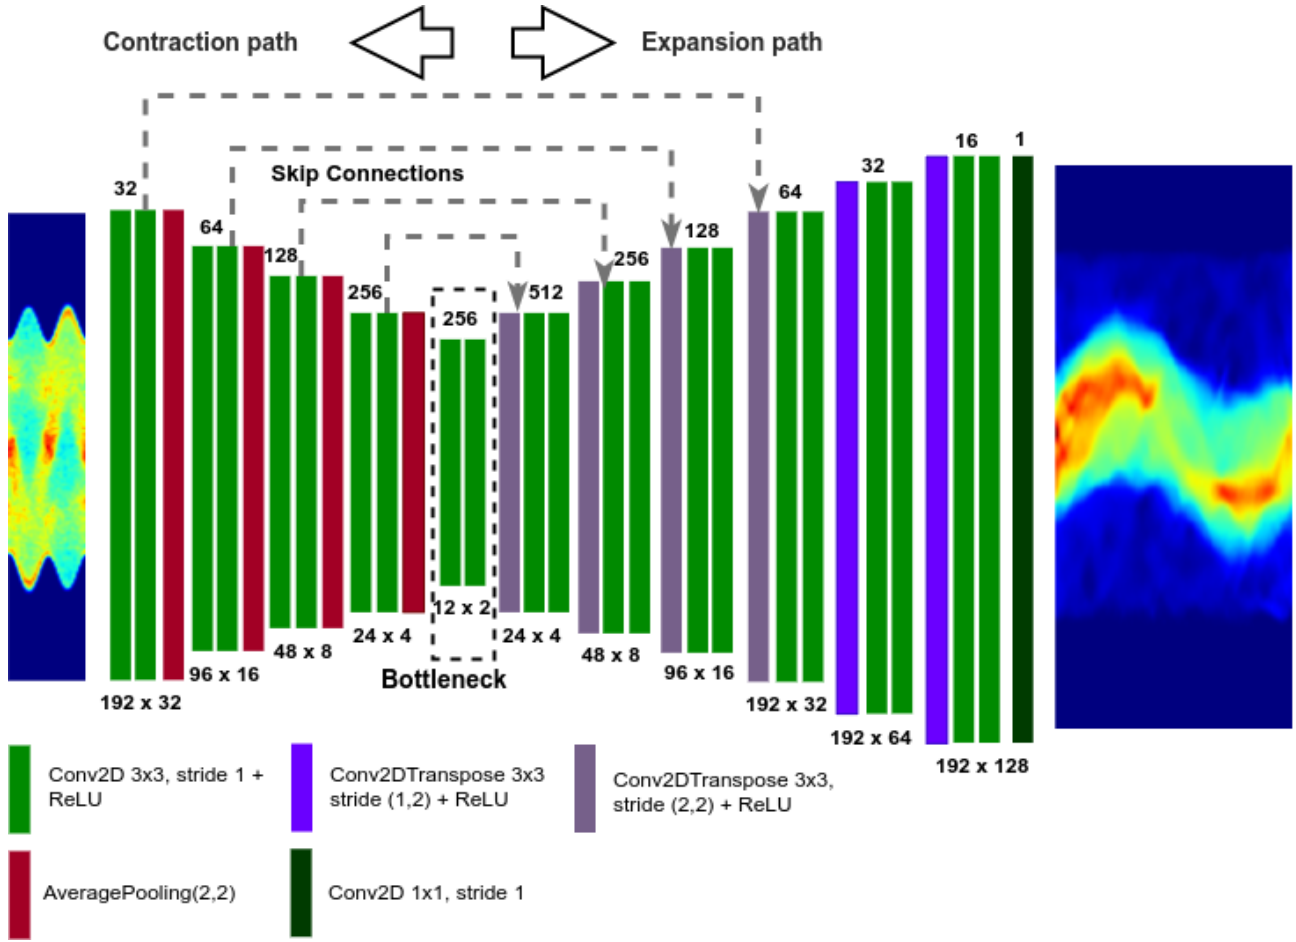 Contraction path
Expansion path
Skip Connections
32
64
128
256
256
512
256
128
64
32
16
1
192 x 32
96 x 16
48 x 8
24 x 4
12 x 2
24 x 4
48 x 8
96 x 16
192 x 32
192 x 64
192 x 128
Bottleneck
Conv2D 3x3, stride 1 +
ReLU
Conv2DTranspose 3x3
stride (1,2) + ReLU
Conv2DTranspose 3x3,
stride (2,2) + ReLU
AveragePooling(2,2)
Conv2D 1x1, stride 1